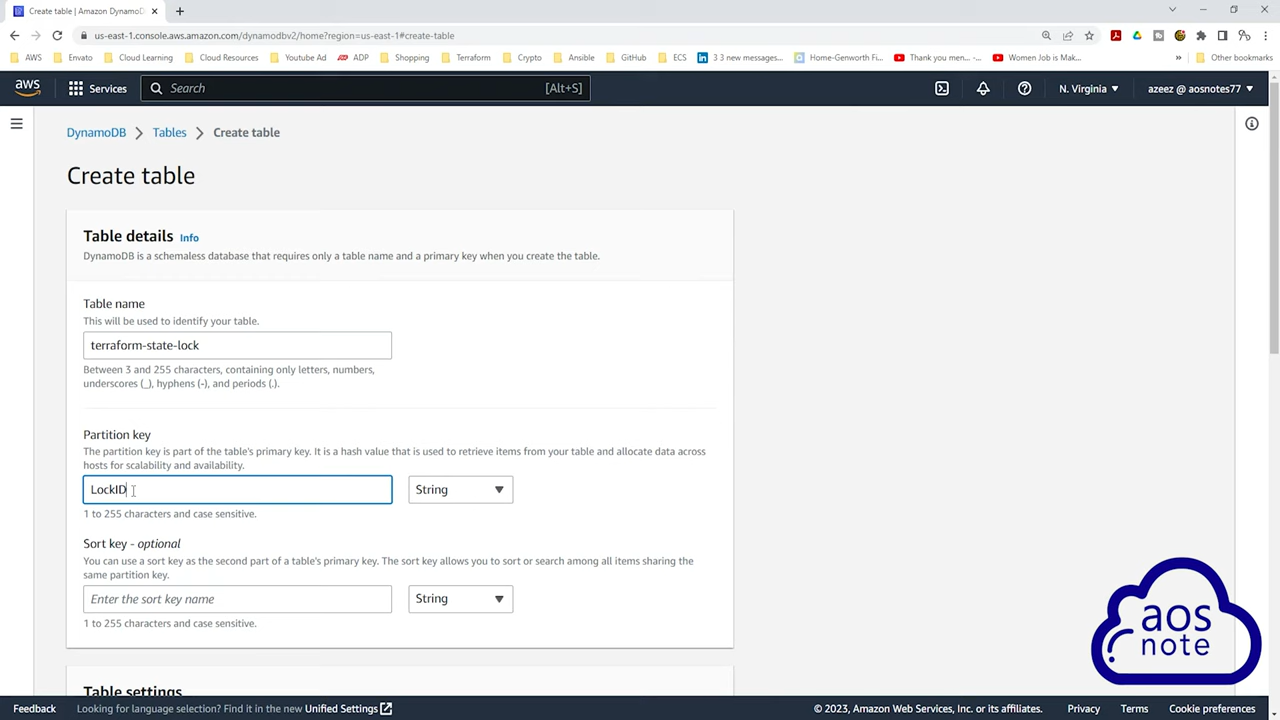 Create table | Amazon DynamoDB
us-east-1.console.aws.amazon.com/dynamodbv2/home?region=us-east-1#create-table
AWS Envato Cloud Learning Cloud Resources Youtube Ad ADP Shopping Terraform Crypto Ansible GitHub ECS 3 3 new messages... Home-Genworth Fi... Thank you men, -... Women Job is Mak... » Other bookmarks
aws Services Search [Alt+S] N. Virginia azeez @ aosnotes77
DynamoDB Tables Create table
Create table
Table details Info
DynamoDB is a schemaless database that requires only a table name and a primary key when you create the table.
Table name
This will be used to identify your table.
terraform-state-lock
Between 3 and 255 characters, containing only letters, numbers,
underscores (_), hyphens (-), and periods (.).
Partition key
The partition key is part of the table's primary key. It is a hash value that is used to retrieve items from your table and allocate data across
hosts for scalability and availability.
LockID String
1 to 255 characters and case sensitive.
Sort key - optional
You can use a sort key as the second part of a table's primary key. The sort key allows you to sort or search among all items sharing the
same partition key.
Enter the sort key name String
1 to 255 characters and case sensitive.
aos
note
Table settings
Feedback Looking for language selection? Find it in the new Unified Settings © 2023, Amazon Web Services, Inc. or its affiliates. Privacy Terms Cookie preferences